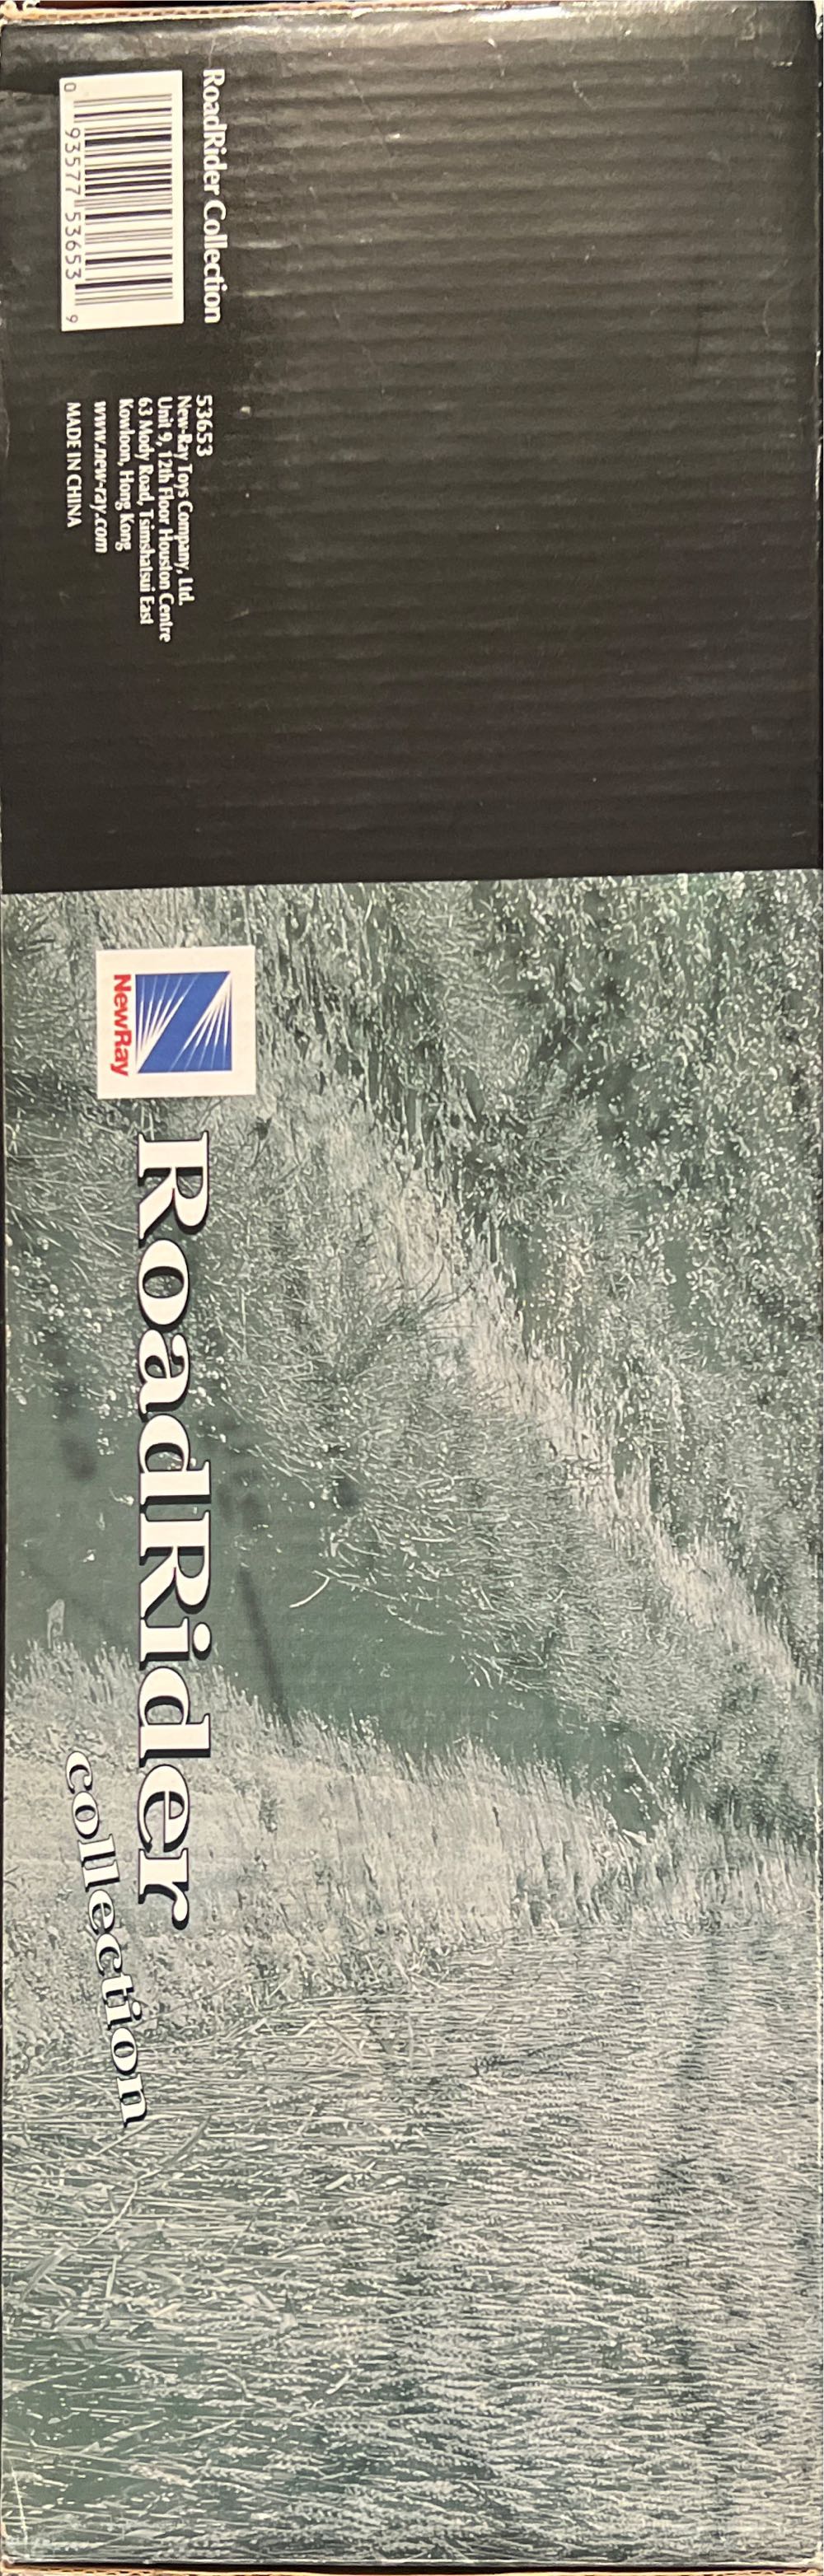 RoadRider Collection
0 93577 53653 9
53653
New-Ray Toys Company, Ltd.
Unit 9, 12th Floor Houston Centre
63 Mody Road, Tsimshatsui East
Kowloon, Hong Kong
www.new-ray.com
MADE IN CHINA
NewRay
RoadRider
collection